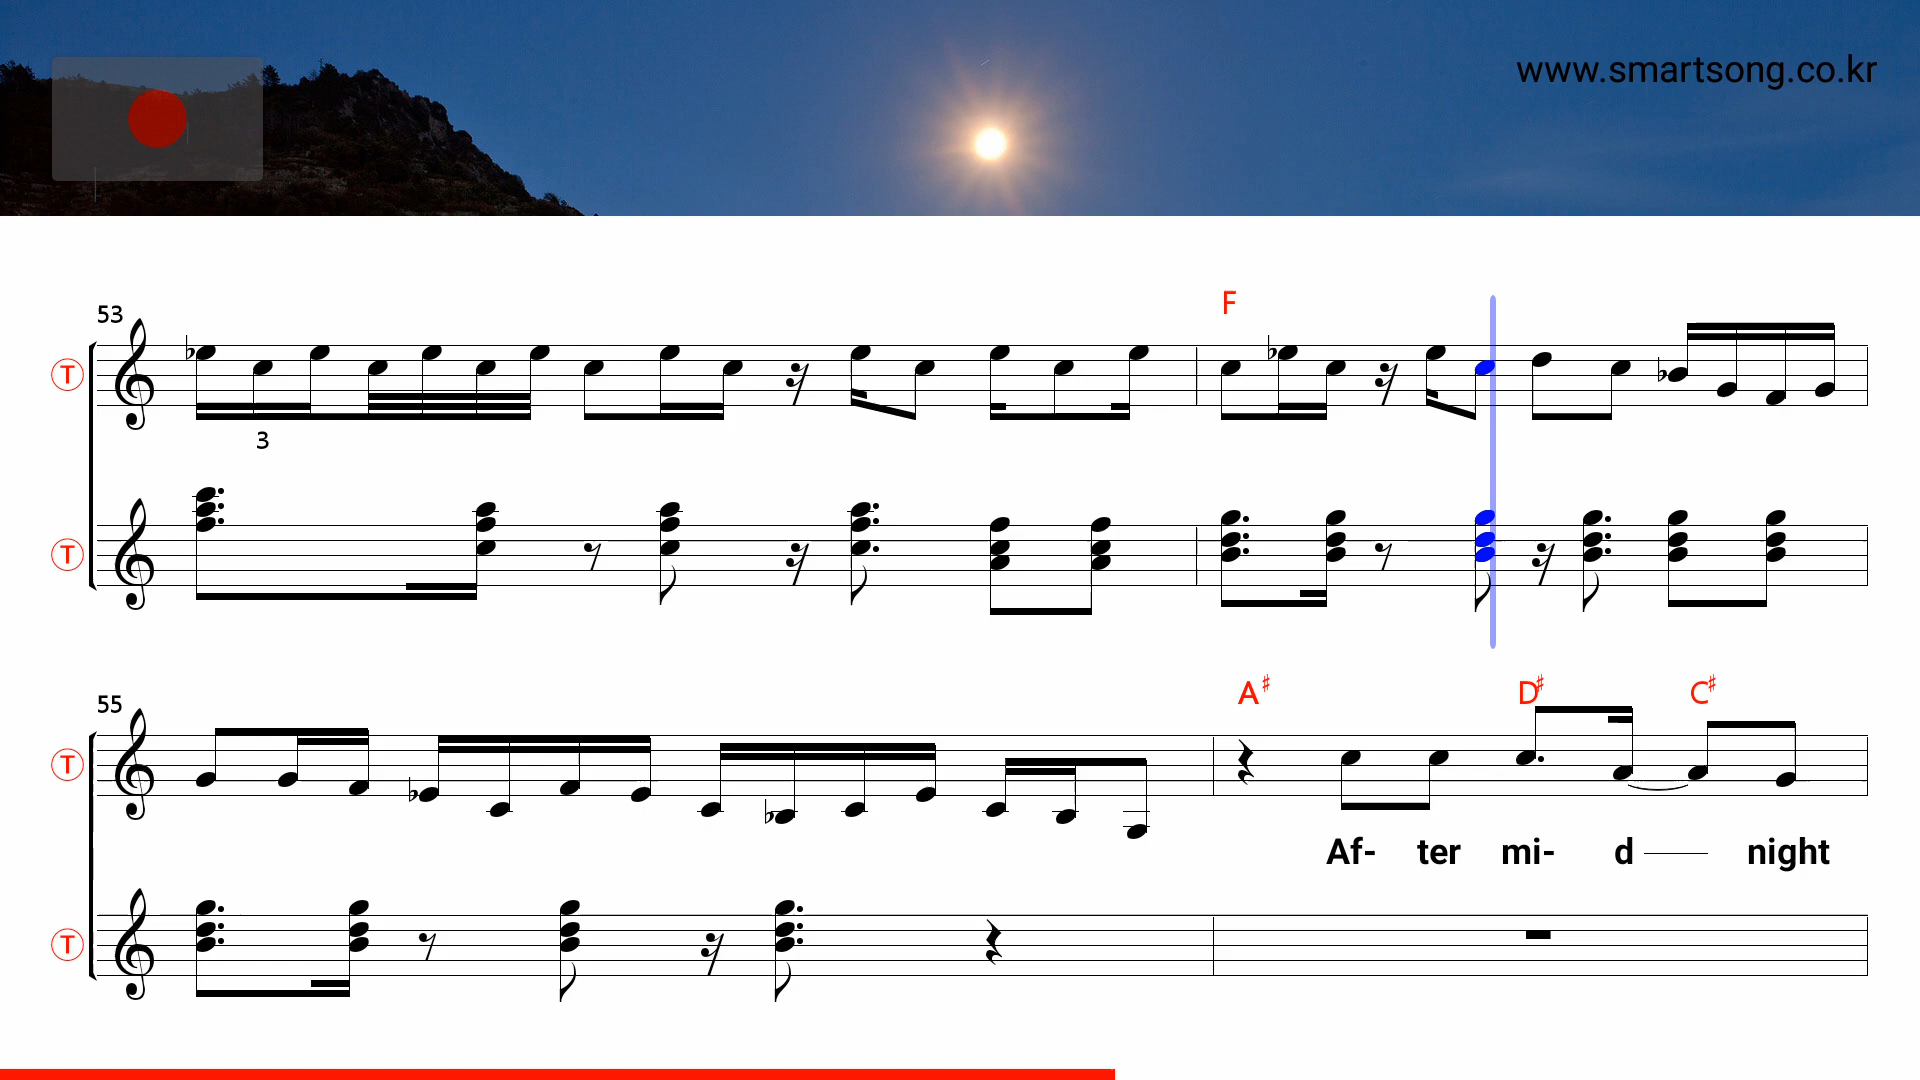 www.smartsong.co.kr
F
53
T
3
T
A♯ D♯ C♯
55
T
Af- ter mi- d night
T